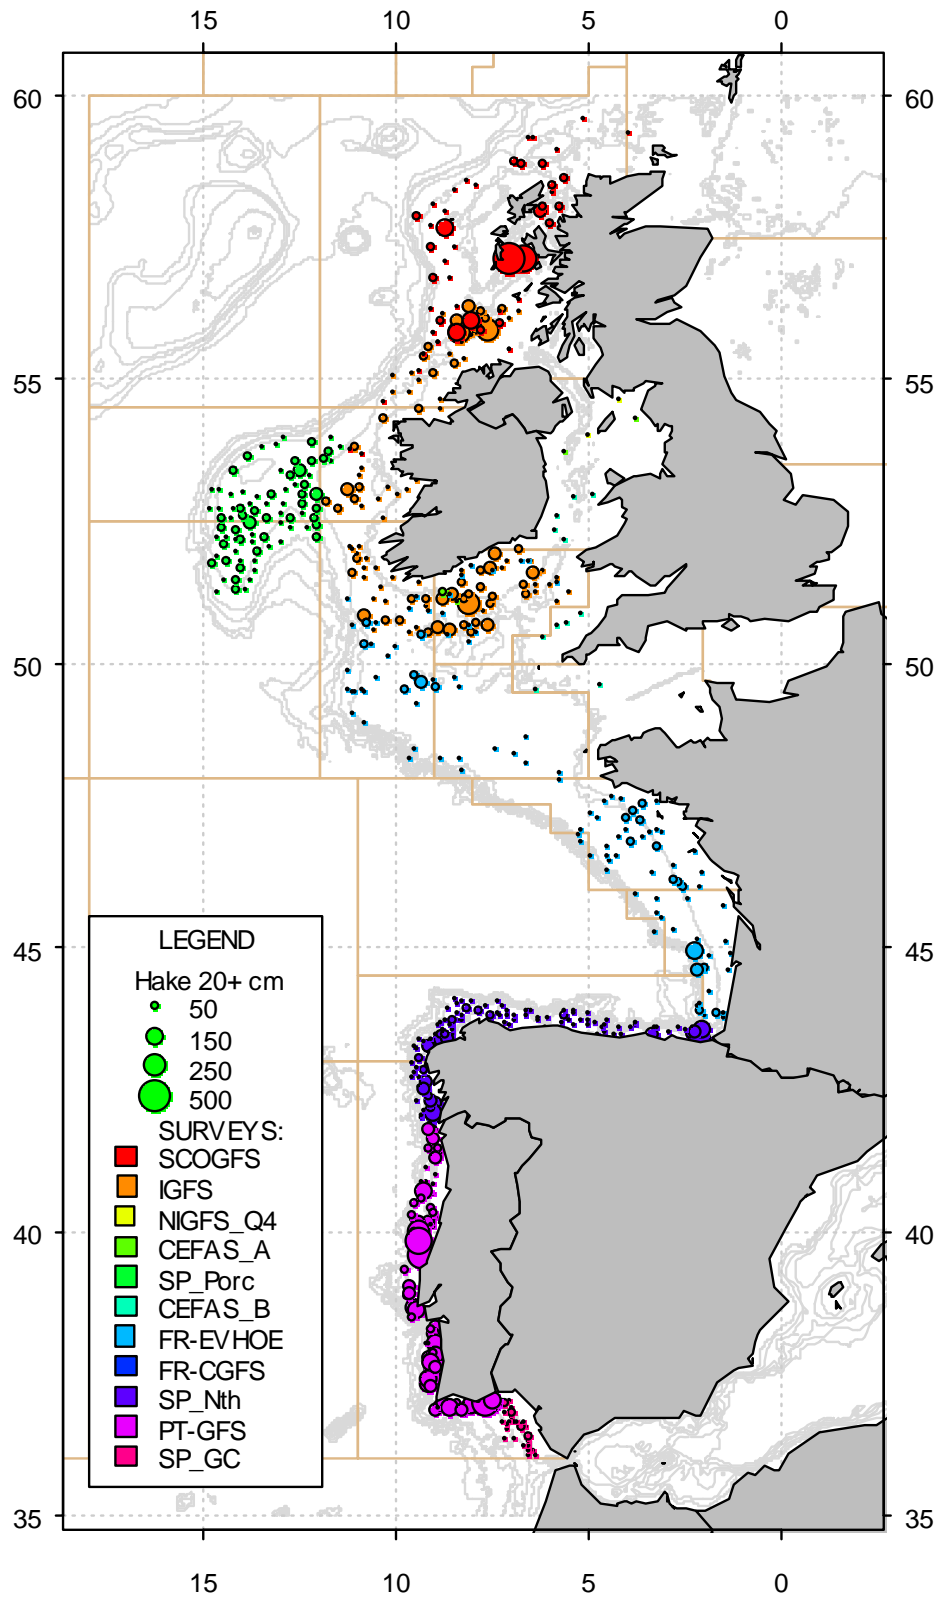 15 10 5 0
60 60
55 55
50 50
45 45
LEGEND
Hake 20+ cm
50
150
250
500
SURVEYS:
SCOGFS
IGFS
NIGFS_Q4
40 40
CEFAS_A
SP_Porc
CEFAS_B
FR-EVHOE
FR-CGFS
SP_Nth
PT-GFS
SP_GC
35 35
15 10 5 0